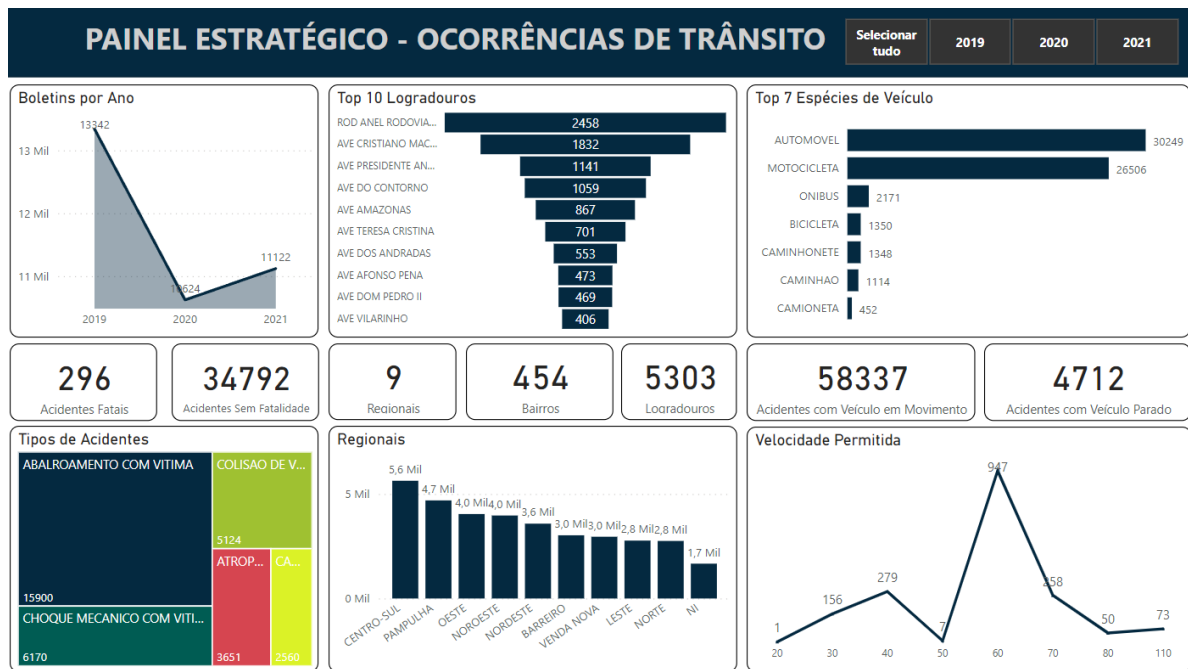 PAINEL ESTRATÉGICO - OCORRÊNCIAS DE TRÂNSITO
Selecionar
tudo
2019
2020
2021
Boletins por Ano
13342
13 Mil
12 Mil
11 Mil
10624
11122
2019
2020
2021
Top 10 Logradouros
ROD ANEL RODOVIA... 2458
AVE CRISTIANO MAC... 1832
AVE PRESIDENTE AN... 1141
AVE DO CONTORNO 1059
AVE AMAZONAS 867
AVE TERESA CRISTINA 701
AVE DOS ANDRADAS 553
AVE AFONSO PENA 473
AVE DOM PEDRO II 469
AVE VILARINHO 406
Top 7 Espécies de Veículo
AUTOMOVEL 30249
MOTOCICLETA 26506
ONIBUS 2171
BICICLETA 1350
CAMINHONETE 1348
CAMINHAO 1114
CAMIONETA 452
296
Acidentes Fatais
34792
Acidentes Sem Fatalidade
9
Regionais
454
Bairros
5303
Logradouros
58337
Acidentes com Veículo em Movimento
4712
Acidentes com Veículo Parado
Tipos de Acidentes
ABALROAMENTO COM VITIMA
15900
CHOQUE MECANICO COM VITI...
6170
COLISAO DE V...
5124
ATROP...
3651
CA...
2560
Regionais
5 Mil
0 Mil
5,6 Mil
4,7 Mil
4,0 Mil
4,0 Mil
3,6 Mil
3,0 Mil
3,0 Mil
2,8 Mil
2,8 Mil
1,7 Mil
CENTRO-SUL
PAMPULHA
OESTE
NOROESTE
NORDESTE
BARREIRO
VENDA NOVA
LESTE
NORTE
NI
Velocidade Permitida
1
156
279
7
947
258
50
73
20
30
40
50
60
70
80
110